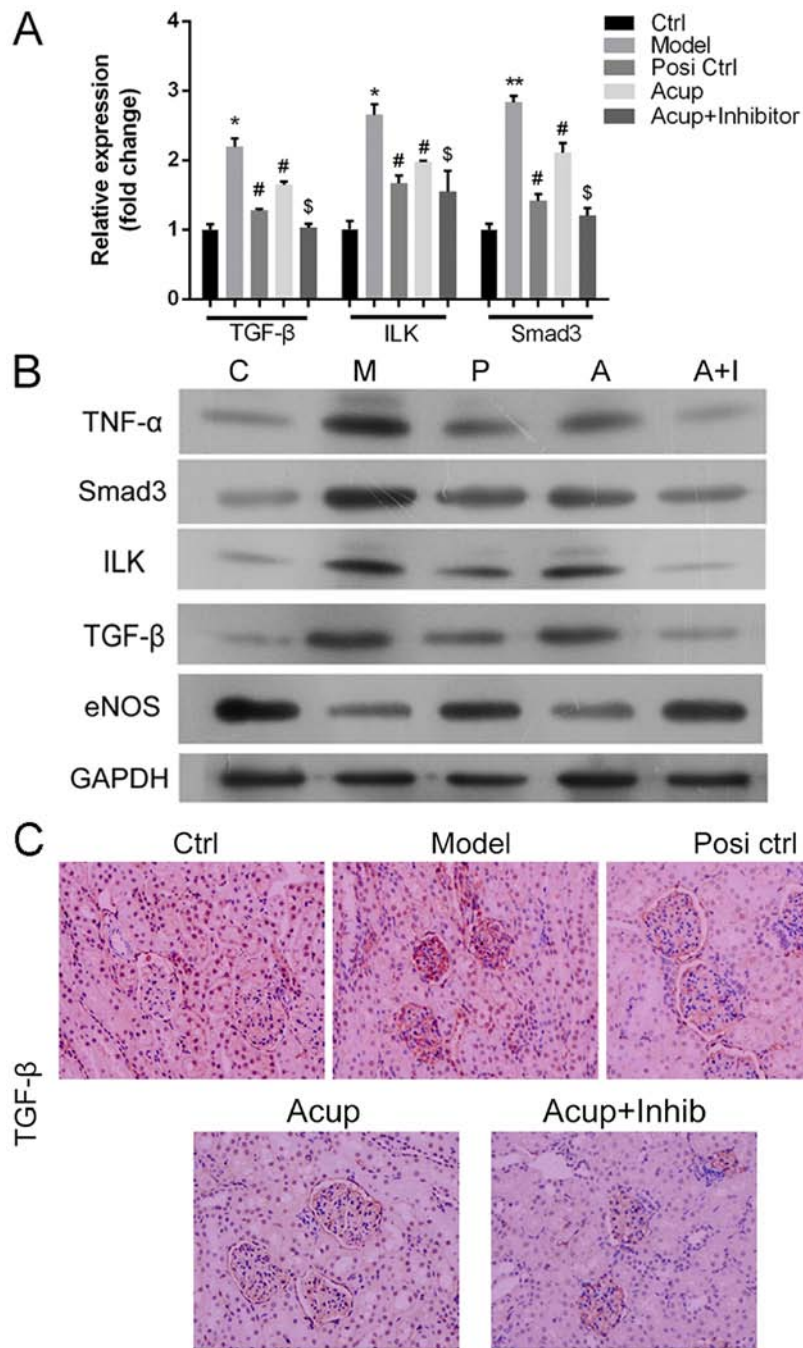 A
Relative expression
(fold change)
4
3
2
1
0
* # # $
* # # $
** # # $
TGF-β ILK Smad3
Ctrl
Model
Posi Ctrl
Acup
Acup+Inhibitor
B
C M P A A+I
TNF-α
Smad3
ILK
TGF-β
eNOS
GAPDH
C
Ctrl Model Posi ctrl
TGF-β
Acup Acup+Inhib